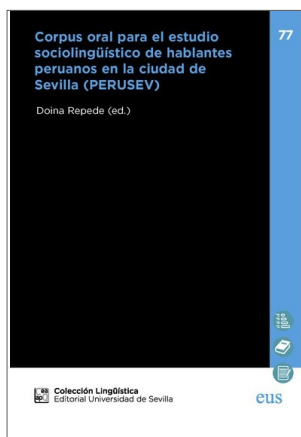 Corpus oral para el estudio
sociolingüístico de hablantes
peruanos en la ciudad de
Sevilla (PERUSEV)
77
Doina Repede (ed.)
Colección Lingüística
Editorial Universidad de Sevilla
eus